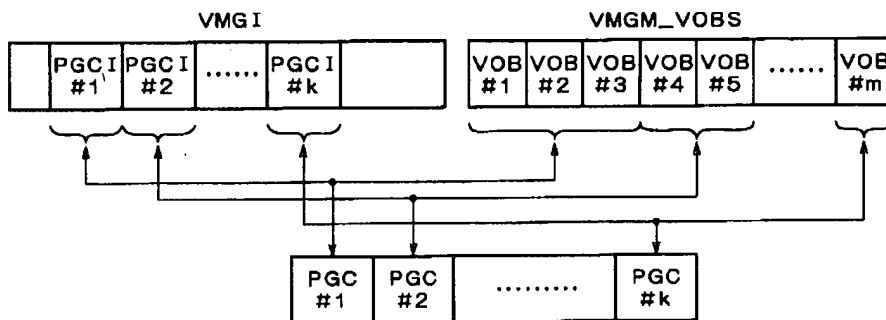 VMGI VMGM_VOBS
PGCI PGCI ...... PGCI VOB VOB VOB VOB VOB ...... VOB
#1 #2 #k #1 #2 #3 #4 #5 #m
PGC PGC ......... PGC
#1 #2 #k